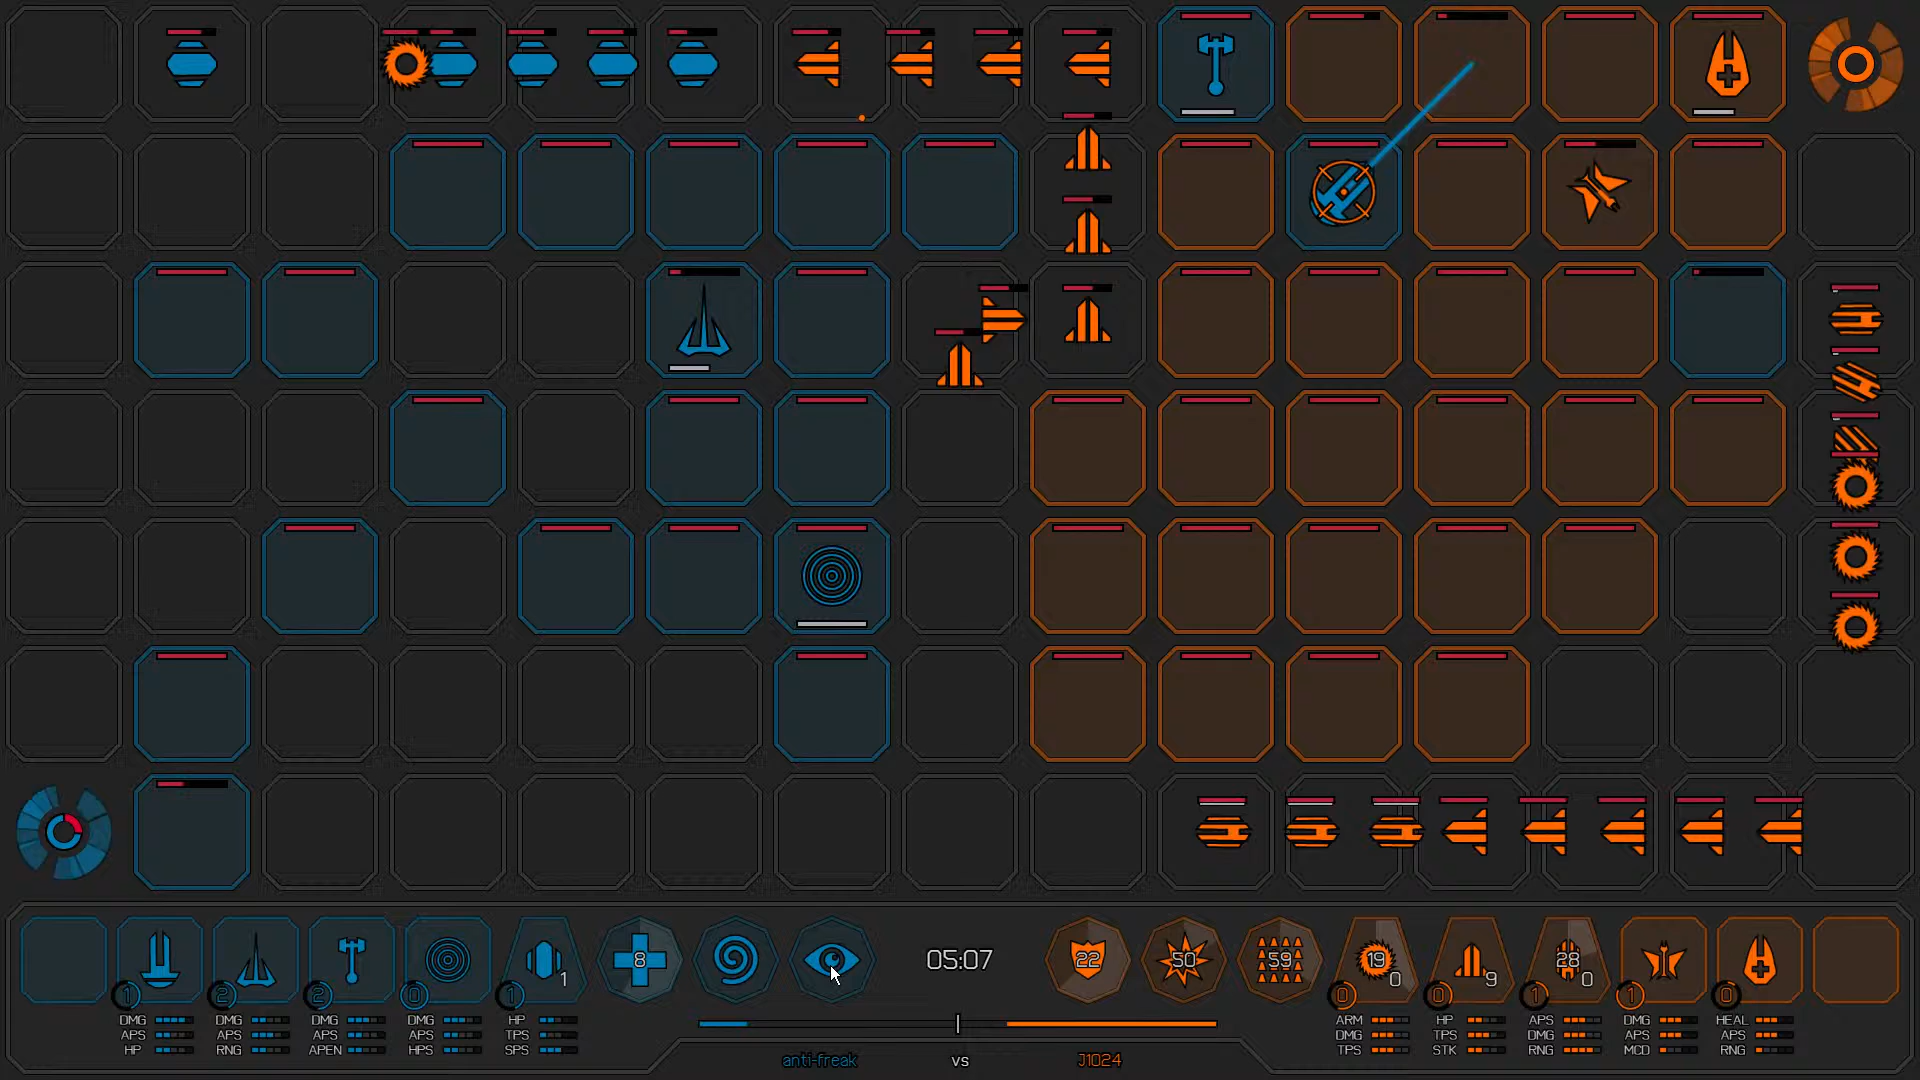 8
05:07
22
50
59
19
0
9
28
0
1
1
2
2
0
1
0
0
1
1
0
DMG
APS
HP
DMG
APS
RNG
DMG
APS
APEN
DMG
APS
HPS
HP
TPS
SPS
ARM
DMG
TPS
HP
TPS
STK
APS
DMG
RNG
DMG
APS
MCD
HEAL
APS
RNG
anti-freak vs J1024